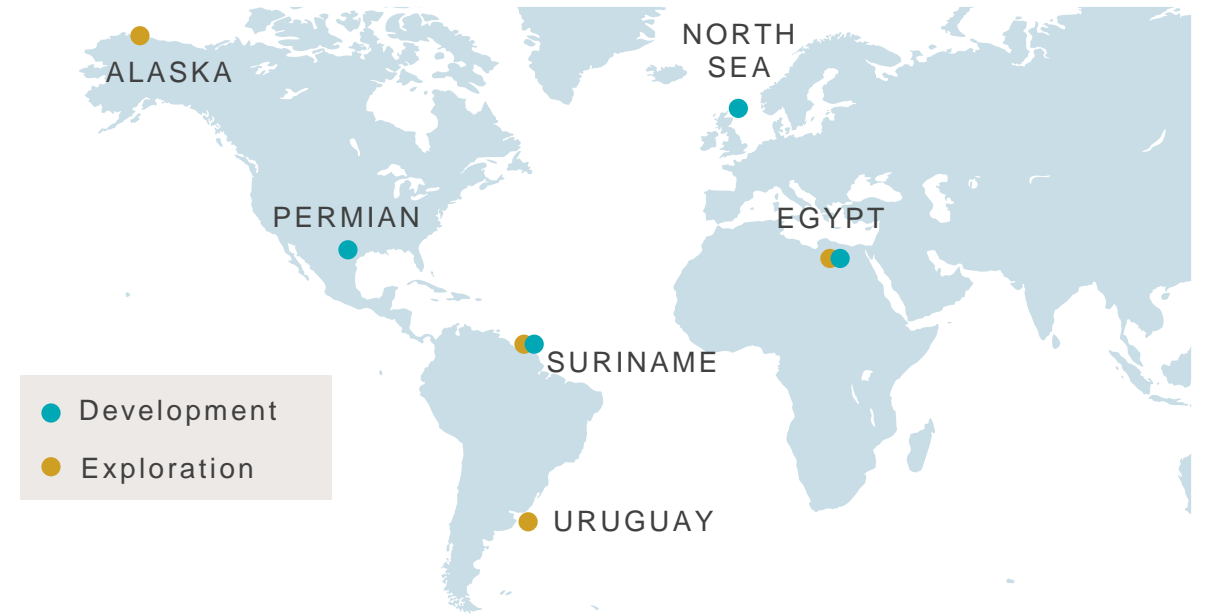 NORTH
SEA
ALASKA
PERMIAN
EGYPT
SURINAME
Development
Exploration
URUGUAY